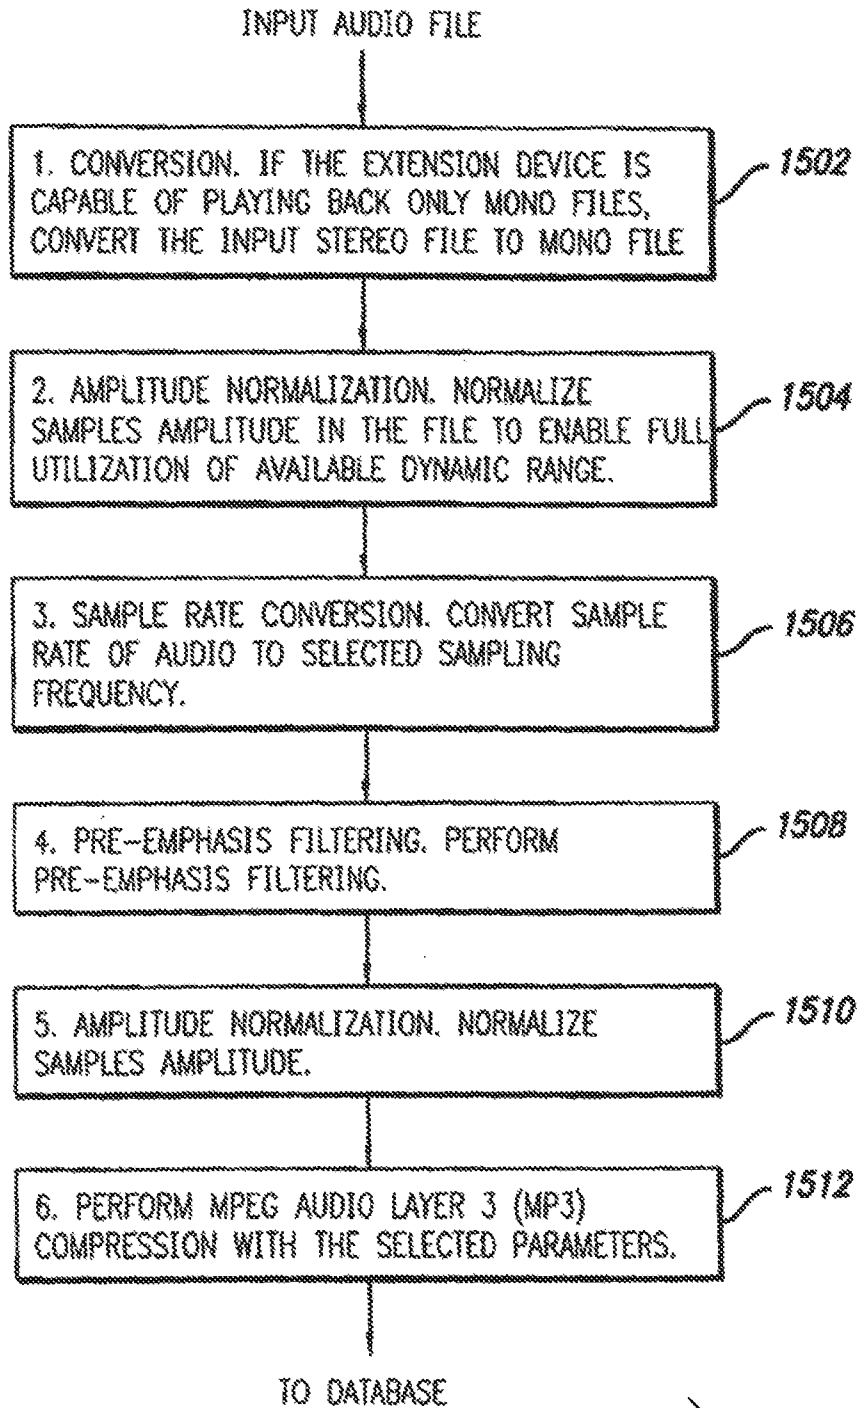 INPUT AUDIO FILE
1. CONVERSION. IF THE EXTENSION DEVICE IS
CAPABLE OF PLAYING BACK ONLY MONO FILES,
CONVERT THE INPUT STEREO FILE TO MONO FILE
1502
2. AMPLITUDE NORMALIZATION. NORMALIZE
SAMPLES AMPLITUDE IN THE FILE TO ENABLE FULL
UTILIZATION OF AVAILABLE DYNAMIC RANGE.
1504
3. SAMPLE RATE CONVERSION. CONVERT SAMPLE
RATE OF AUDIO TO SELECTED SAMPLING
FREQUENCY.
1506
4. PRE-EMPHASIS FILTERING. PERFORM
PRE-EMPHASIS FILTERING.
1508
5. AMPLITUDE NORMALIZATION. NORMALIZE
SAMPLES AMPLITUDE.
1510
6. PERFORM MPEG AUDIO LAYER 3 (MP3)
COMPRESSION WITH THE SELECTED PARAMETERS.
1512
TO DATABASE